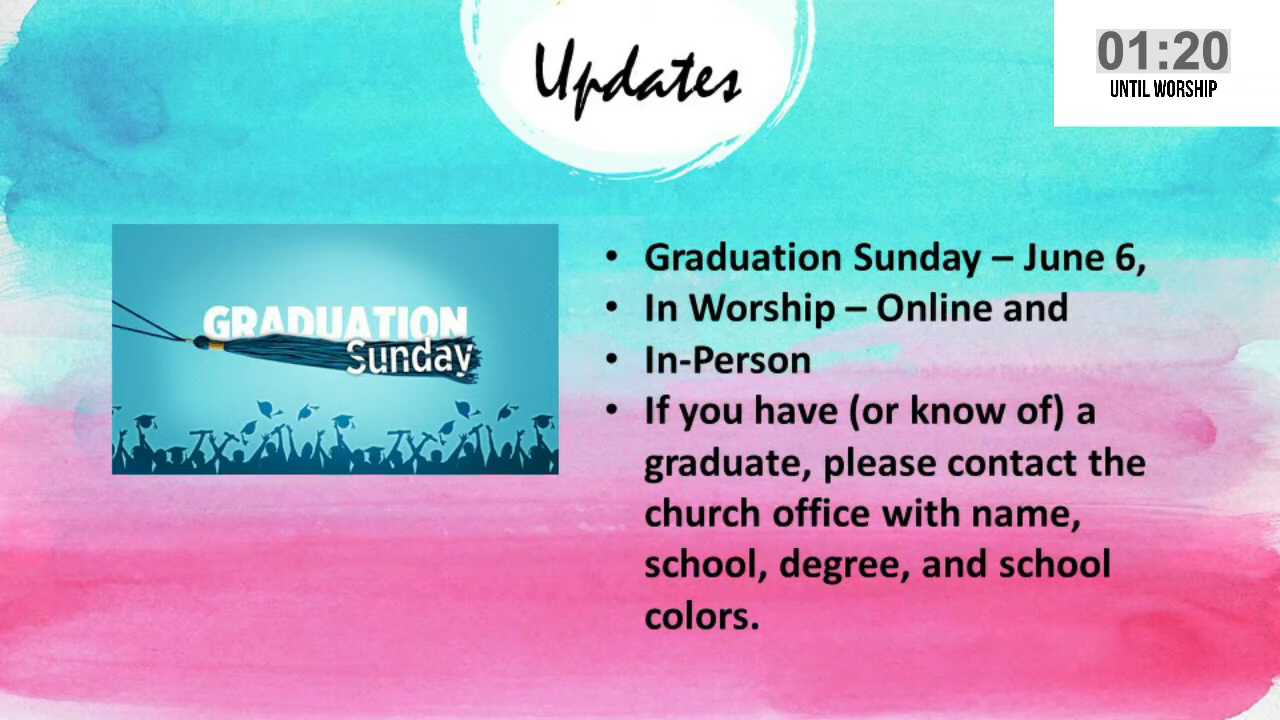 Updates
01:20
UNTIL WORSHIP
GRADUATION
Sunday
• Graduation Sunday – June 6,
• In Worship – Online and
• In-Person
• If you have (or know of) a
graduate, please contact the
church office with name,
school, degree, and school
colors.